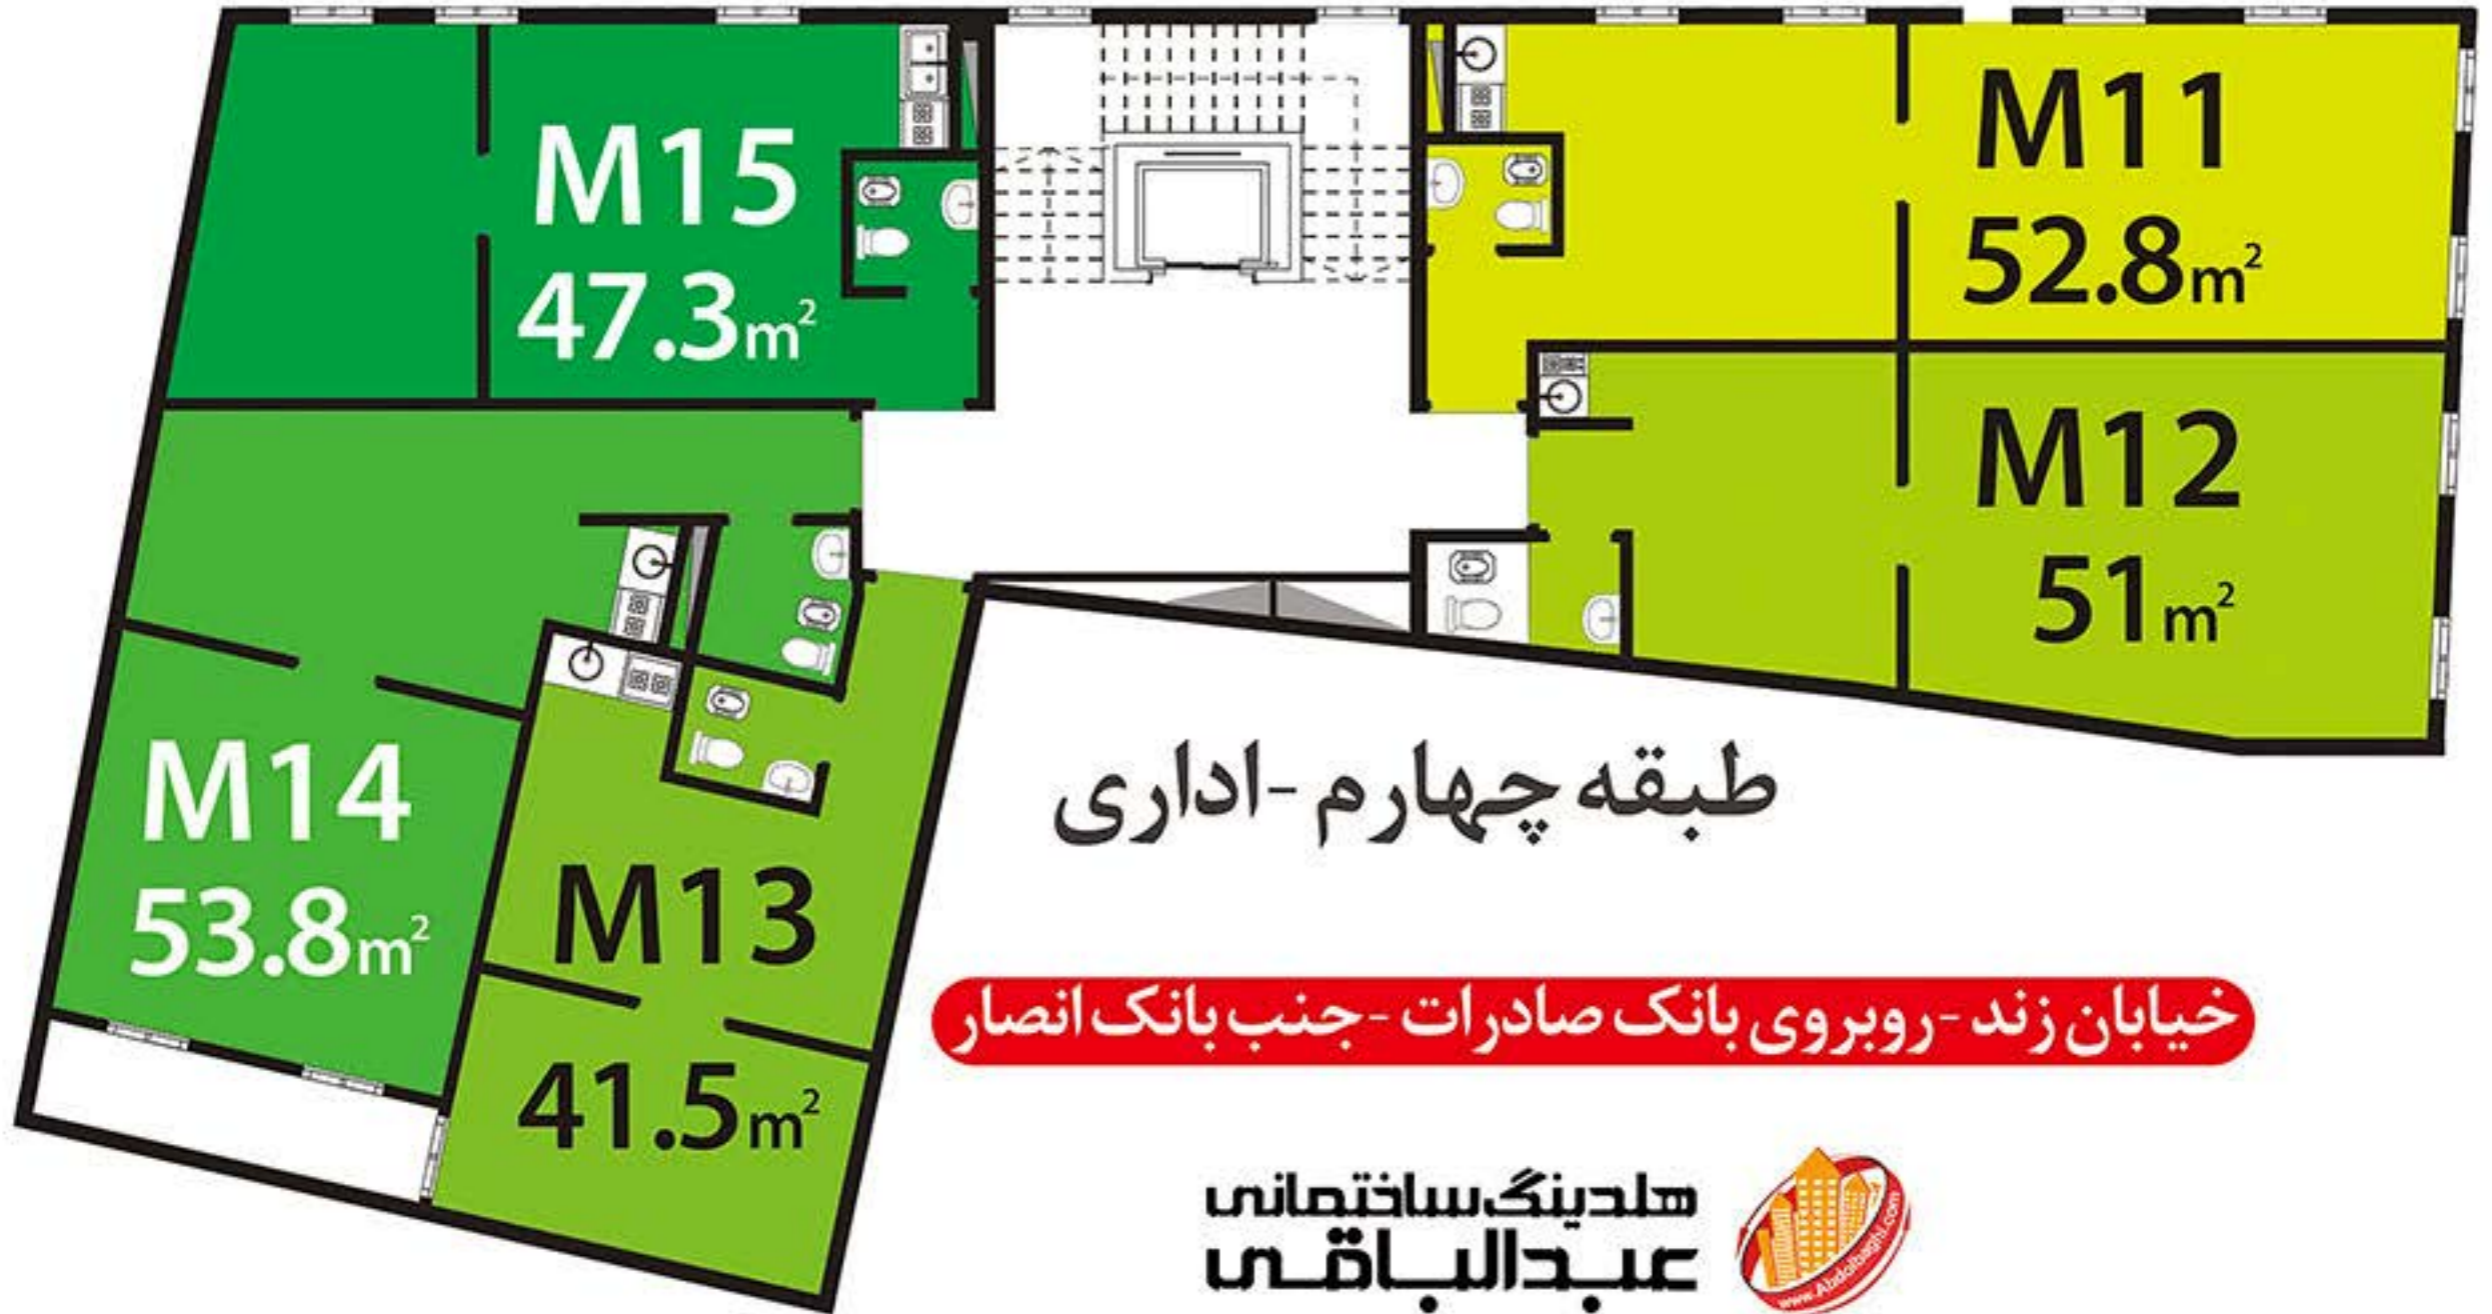 M15
47.3m²
M11
52.8m²
M12
51m²
M14
53.8m²
M13
41.5m²
طبقه چهارم -اداری
خیابان زند -روبروی بانک صادرات -جنب بانک انصار
هلدینگ ساختمانی
عبدالباقی
www.Abdolbaghi.com